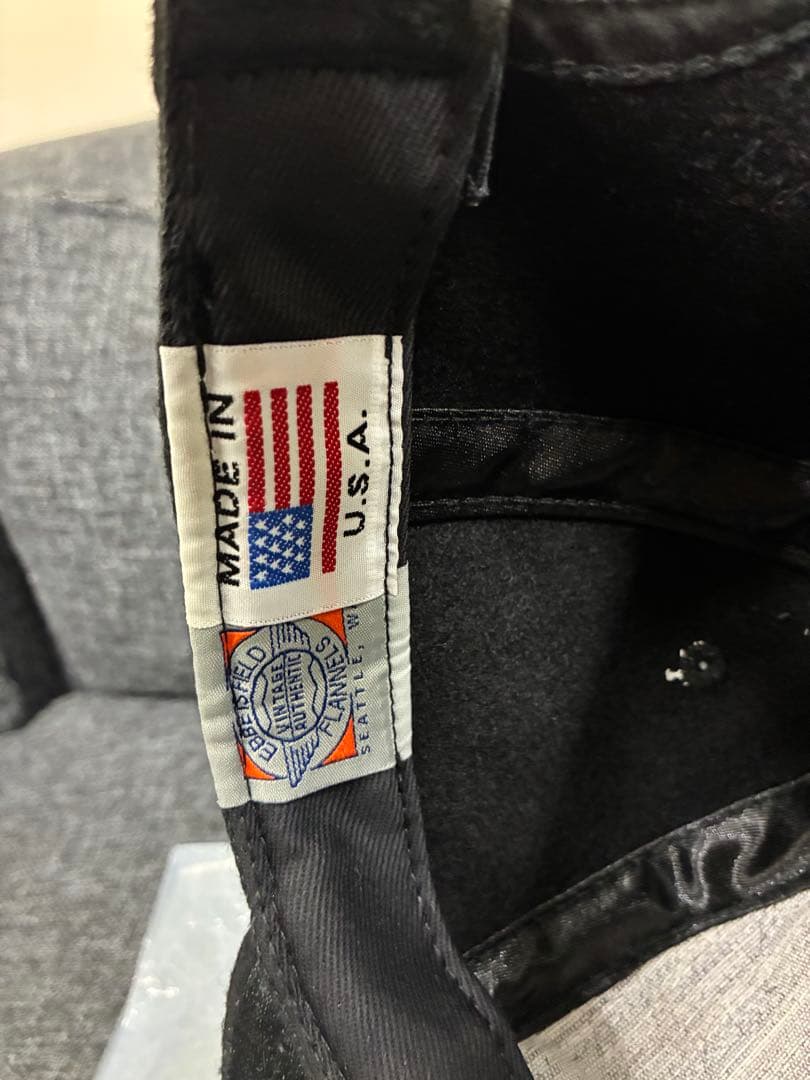 MADE IN
U.S.A.
EBBETS FIELD
VINTAGE
AUTHENTIC
FLANNELS
SEATTLE,